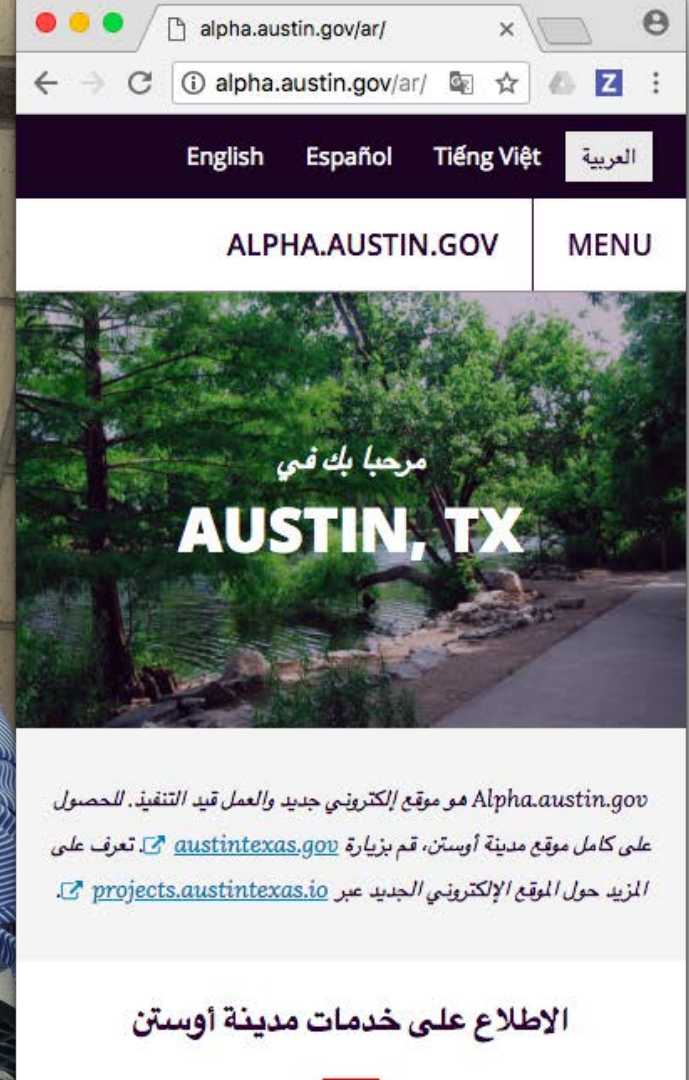 alpha.austin.gov/ar/
alpha.austin.gov/ar/
Z
English Español Tiếng Việt العربية
ALPHA.AUSTIN.GOV MENU
مرحبا بك في
AUSTIN, TX
Alpha.austin.gov هو موقع إلكتروني جديد والعمل قيد التنفيذ. للحصول
على كامل موقع مدينة أوستن، قم بزيارة austintexas.gov. تعرف على
المزيد حول الموقع الإلكتروني الجديد عبر projects.austintexas.io.
الاطلاع على خدمات مدينة أوستن